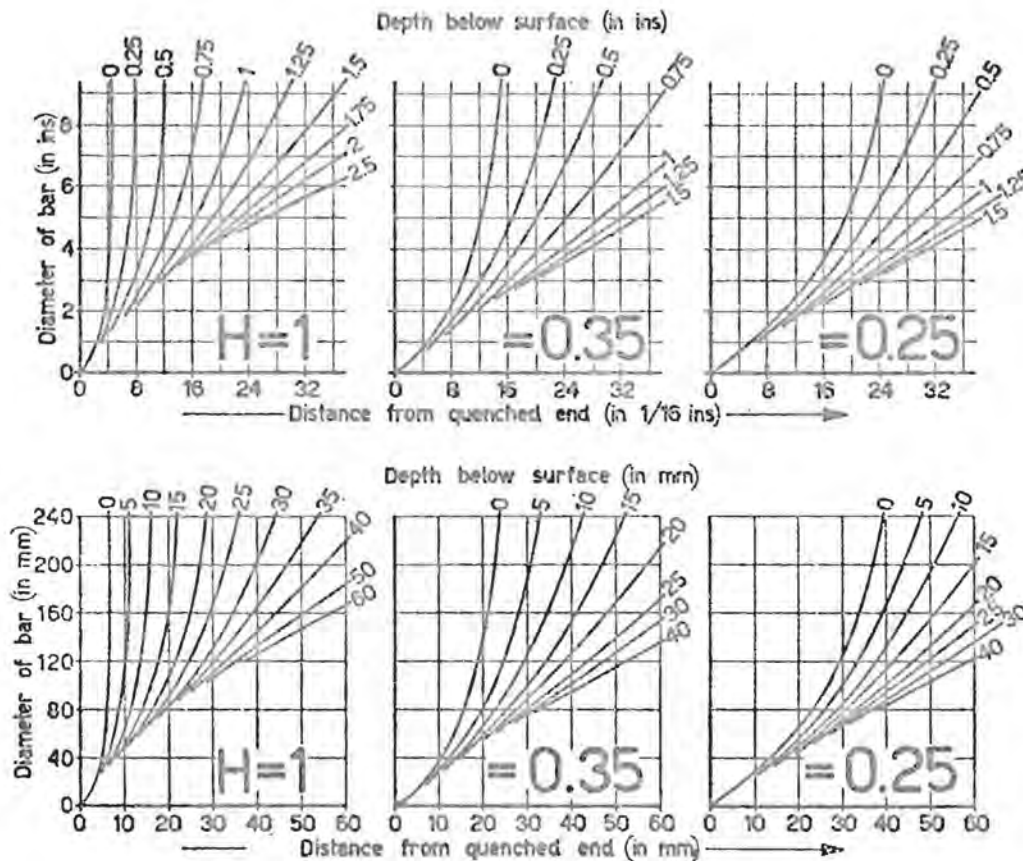 Depth below surface (in ins)
0 0.25 0.5 0.75 1 1.25 1.5 1.75 2 2.5
0 0.25 0.5 0.75 1 1.25 1.5
0 0.25 0.5 0.75 1 1.25 1.5
Diameter of bar (in ins)
8
6
4
2
0
H=1 =0.35 =0.25
0 8 16 24 32 0 8 16 24 32 0 8 16 24 32
Distance from quenched end (in 1/16 ins)
Depth below surface (in mm)
0 5 10 15 20 25 30 35 40 50 60
0 5 10 15 20 25 30 40
0 5 10 15 20 25 30 40
Diameter of bar (in mm)
240
200
160
120
80
40
0
H=1 =0.35 =0.25
0 10 20 30 40 50 60 0 10 20 30 40 50 60 0 10 20 30 40 50 60
Distance from quenched end (in mm)